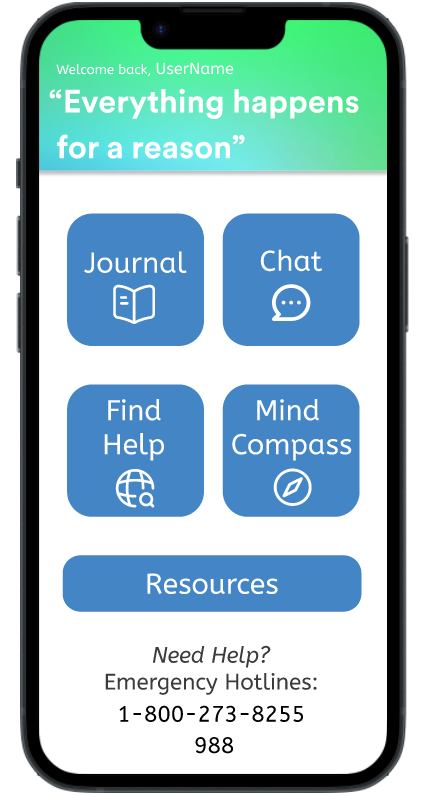 Welcome back, UserName
“Everything happens
for a reason”
Journal
Chat
Find
Help
Mind
Compass
Resources
Need Help?
Emergency Hotlines:
1-800-273-8255
988